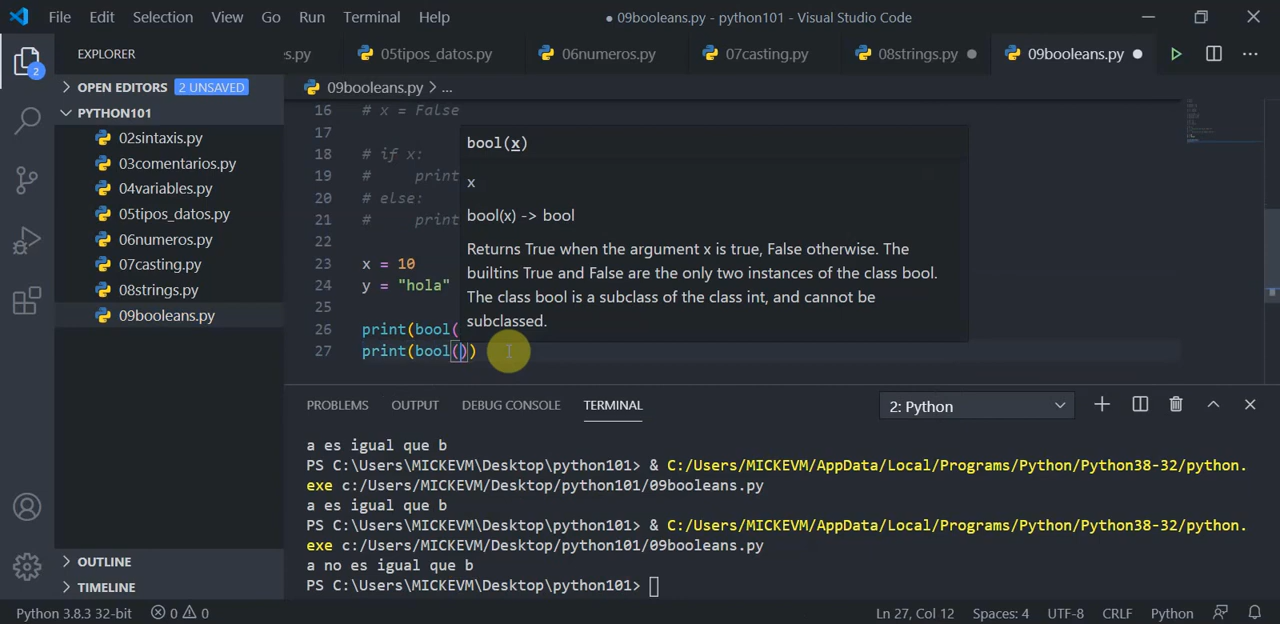 File Edit Selection View Go Run Terminal Help
● 09booleans.py - python101 - Visual Studio Code
EXPLORER
es.py 05tipos_datos.py 06numeros.py 07casting.py 08strings.py 09booleans.py
OPEN EDITORS 2 UNSAVED
09booleans.py > ...
PYTHON101
02sintaxis.py
03comentarios.py
04variables.py
05tipos_datos.py
06numeros.py
07casting.py
08strings.py
09booleans.py
2
16 # x = False
17
18 # if x:
19 # print
20 # else:
21 # print
22
23 x = 10
24 y = "hola"
25
26 print(bool(
27 print(bool())
bool(x)
x
bool(x) -> bool
Returns True when the argument x is true, False otherwise. The
builtins True and False are the only two instances of the class bool.
The class bool is a subclass of the class int, and cannot be
subclassed.
PROBLEMS OUTPUT DEBUG CONSOLE TERMINAL 2: Python
a es igual que b
PS C:\Users\MICKEVM\Desktop\python101> & C:/Users/MICKEVM/AppData/Local/Programs/Python/Python38-32/python.
exe c:/Users/MICKEVM/Desktop/python101/09booleans.py
a es igual que b
PS C:\Users\MICKEVM\Desktop\python101> & C:/Users/MICKEVM/AppData/Local/Programs/Python/Python38-32/python.
exe c:/Users/MICKEVM/Desktop/python101/09booleans.py
a no es igual que b
PS C:\Users\MICKEVM\Desktop\python101>
OUTLINE
TIMELINE
Python 3.8.3 32-bit 0 0 Ln 27, Col 12 Spaces: 4 UTF-8 CRLF Python